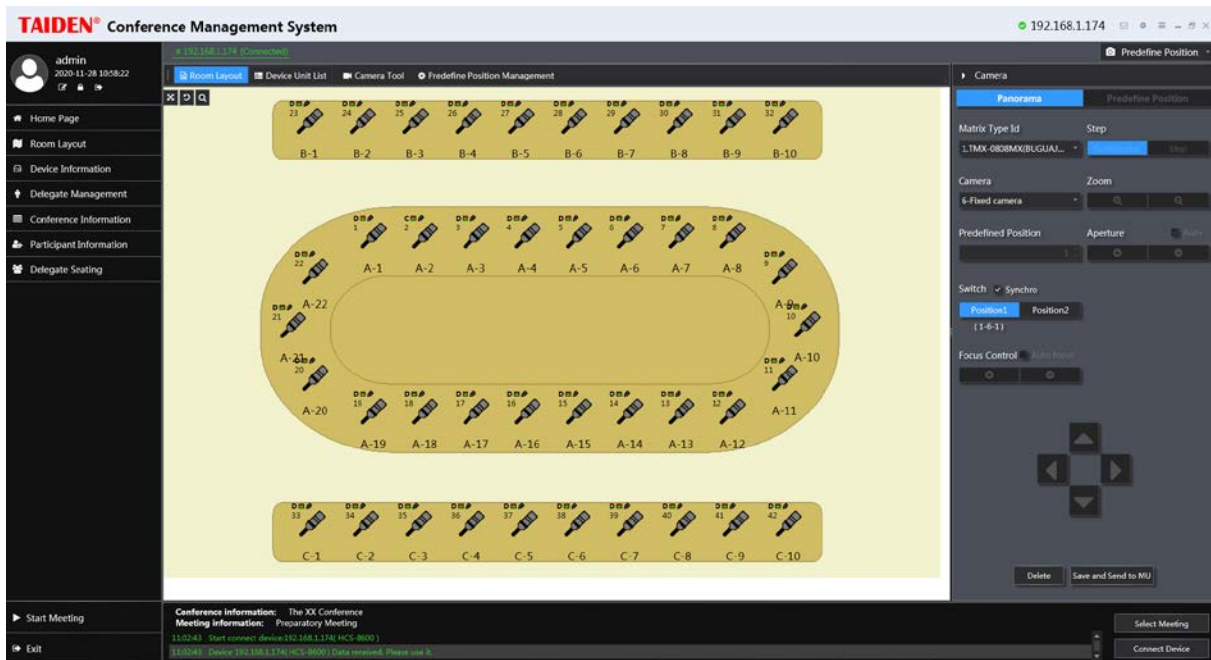 TAIDEN® Conference Management System
192.168.1.174
admin
2020-11-28 10:58:22
192.168.1.174 (Connected)
Predefine Position
Home Page
Room Layout
Device Information
Delegate Management
Conference Information
Participant Information
Delegate Seating
Start Meeting
Exit
Room Layout Device Unit List Camera Tool Predefine Position Management
23 24 25 26 27 28 29 30 31 32
B-1 B-2 B-3 B-4 B-5 B-6 B-7 B-8 B-9 B-10
1 2 3 4 5 6 7 8
22 9
A-1 A-2 A-3 A-4 A-5 A-6 A-7 A-8
A-22 A-9
21 10
A-21 A-10
20 11
A-20 A-11
19 18 17 16 15 14 13 12
A-19 A-18 A-17 A-16 A-15 A-14 A-13 A-12
33 34 35 36 37 38 39 40 41 42
C-1 C-2 C-3 C-4 C-5 C-6 C-7 C-8 C-9 C-10
Camera
Panorama Predefine Position
Matrix Type Id Step
1.TMX-0808MX(BUGUAJ...
Step
Camera Zoom
6-Fixed camera
Predefined Position Aperture Auto
1
Switch Synchro
Position1 Position2
(1-6-1)
Focus Control Auto Focus
Delete Save and Send to MU
Conference information: The XX Conference
Meeting information: Preparatory Meeting
11:02:43 Start connect device:192.168.1.174( HCS-8600 )
11:02:43 Device 192.168.1.174( HCS-8600 ) Data received, Please use it.
Select Meeting
Connect Device